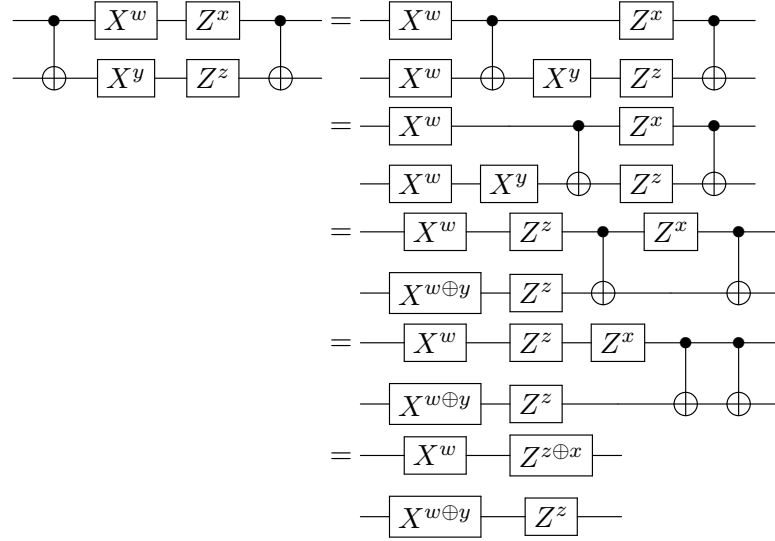 X^w Z^x = X^w Z^x
X^y Z^z X^w X^y Z^z
= X^w Z^x
X^w X^y Z^z
= X^w Z^z Z^x
X^{w⊕y} Z^z
= X^w Z^z Z^x
X^{w⊕y} Z^z
= X^w Z^{z⊕x}
X^{w⊕y} Z^z